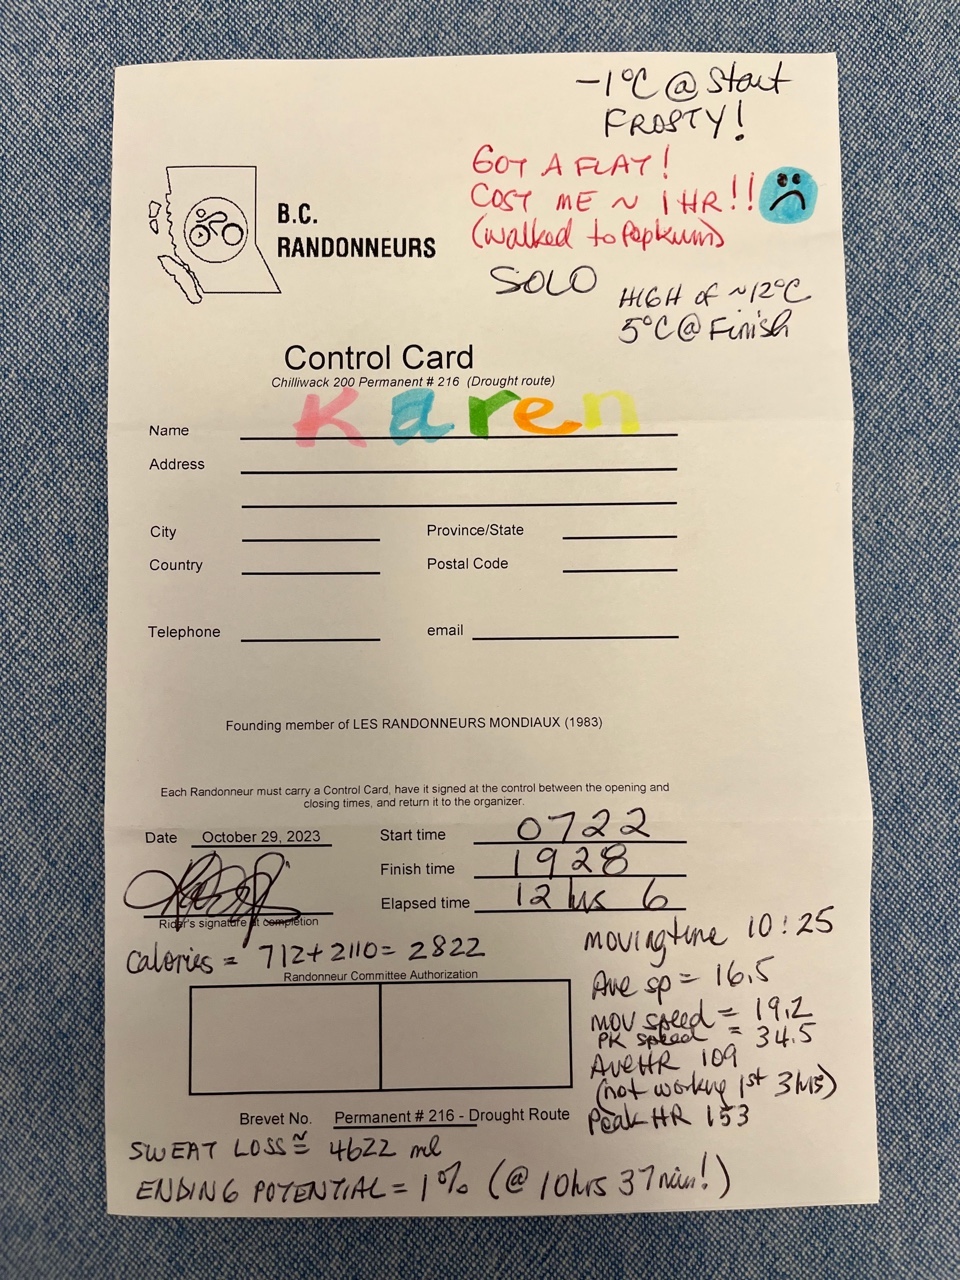 -1°C @ Start
FROSTY!
GOT A FLAT!
COST ME ~ 1 HR!!
(walked to Popkum)
SOLO
HIGH of ~12°C
5°C @ Finish
B.C.
RANDONNEURS
Control Card
Chilliwack 200 Permanent # 216 (Drought route)
Name Karen
Address
City Province/State
Country Postal Code
Telephone email
Founding member of LES RANDONNEURS MONDIAUX (1983)
Each Randonneur must carry a Control Card, have it signed at the control between the opening and
closing times, and return it to the organizer.
Date October 29, 2023 Start time 0722
Finish time 1928
Elapsed time 12 hrs 6
Rider's signature at completion
Calories = 712+2110= 2822
Randonneur Committee Authorization
moving time 10:25
Ave sp = 16.5
MOV speed = 19.2
PK speed = 34.5
Ave HR 109
(not working 1st 3 hrs)
Peak HR 153
Brevet No. Permanent # 216 - Drought Route
SWEAT LOSS ≅ 4622 ml
ENDING POTENTIAL = 1% (@ 10hrs 37min!)